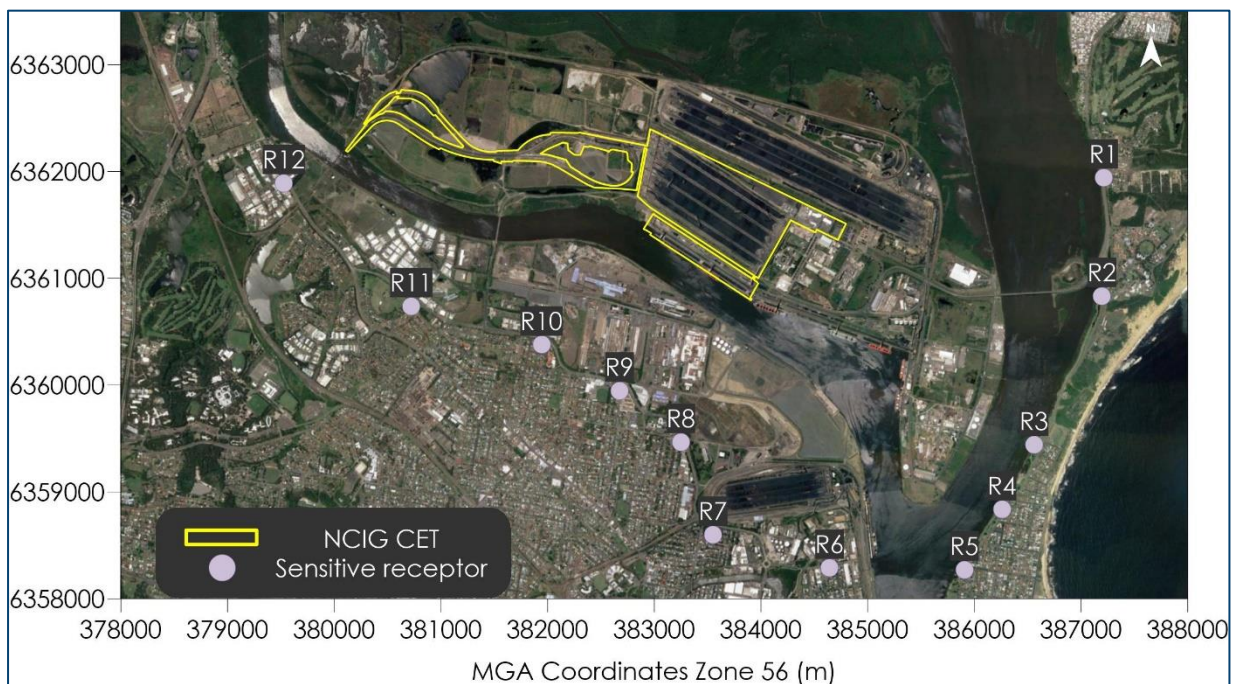 N
6363000
R1
R12
6362000
R2
6361000
R11
R10
R9
6360000
R8
R3
6359000
R4
R7
R6
R5
NCIG CET
Sensitive receptor
6358000
378000 379000 380000 381000 382000 383000 384000 385000 386000 387000 388000
MGA Coordinates Zone 56 (m)